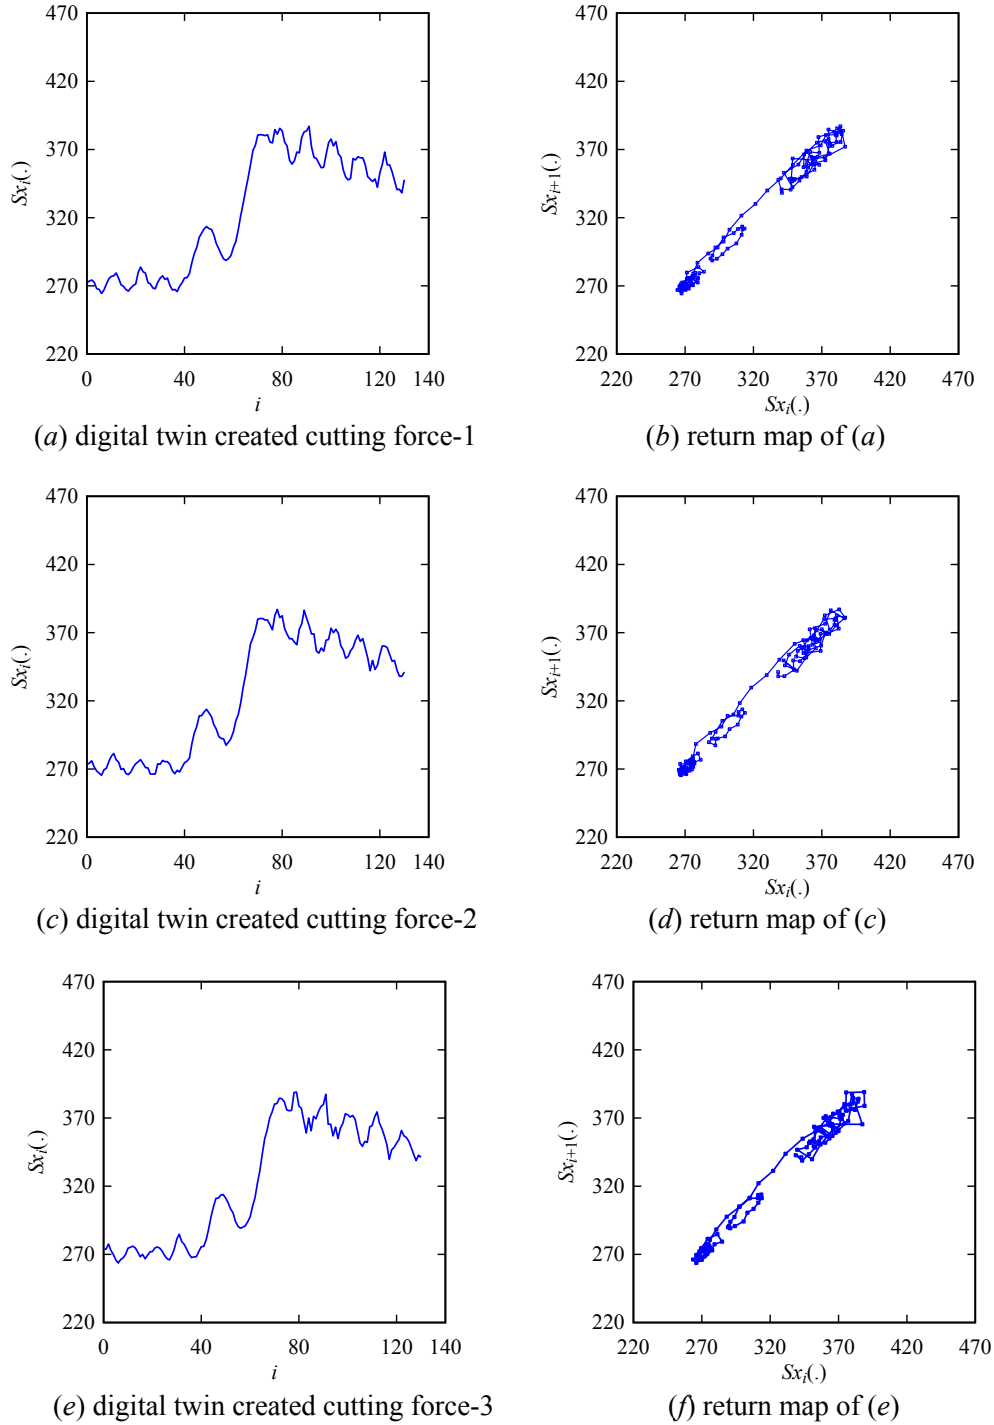 470
420
370
320
270
220
Sxᵢ(.)
0 40 80 120 140
i
(a) digital twin created cutting force-1
470
420
370
320
270
220
Sxᵢ₊₁(.)
220 270 320 370 420 470
Sxᵢ(.)
(b) return map of (a)
470
420
370
320
270
220
Sxᵢ(.)
0 40 80 120 140
i
(c) digital twin created cutting force-2
470
420
370
320
270
220
Sxᵢ₊₁(.)
220 270 320 370 420 470
Sxᵢ(.)
(d) return map of (c)
470
420
370
320
270
220
Sxᵢ(.)
0 40 80 120 140
i
(e) digital twin created cutting force-3
470
420
370
320
270
220
Sxᵢ₊₁(.)
220 270 320 370 420 470
Sxᵢ(.)
(f) return map of (e)